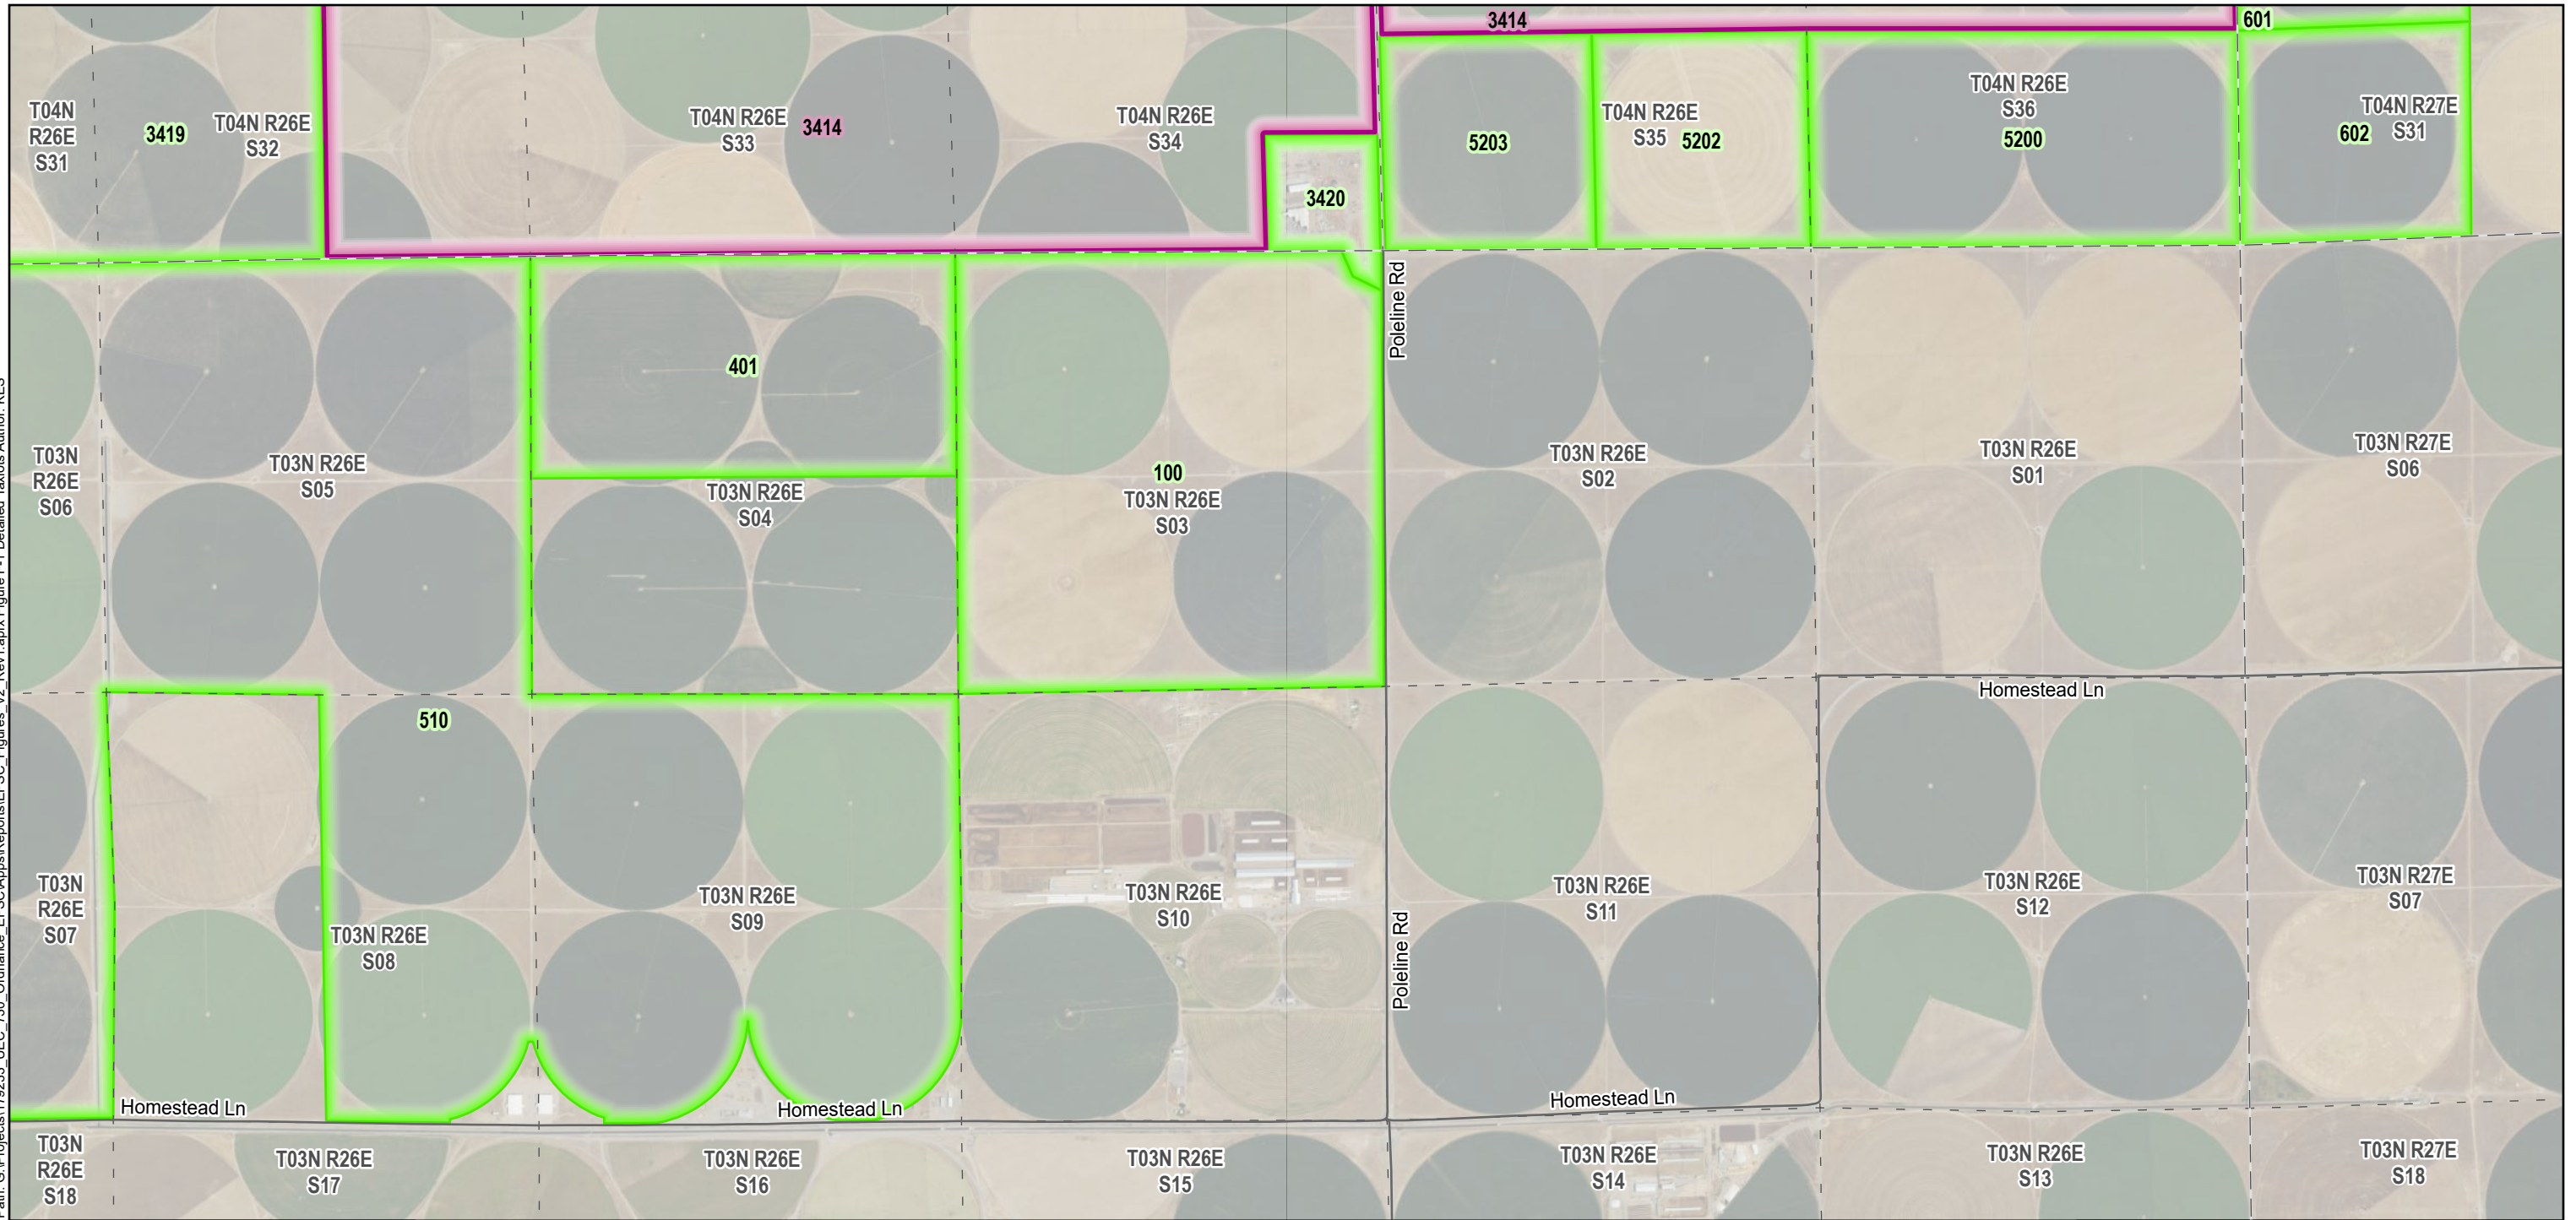 3414
601
T04N
R26E
S31
3419
T04N R26E
S32
T04N R26E
S33
3414
T04N R26E
S34
3420
5203
T04N R26E
S35
5202
T04N R26E
S36
5200
T04N R27E
S31
602
Poleline Rd
T03N
R26E
S06
T03N R26E
S05
401
T03N R26E
S04
100
T03N R26E
S03
T03N R26E
S02
T03N R26E
S01
T03N R27E
S06
Homestead Ln
510
T03N
R26E
S07
T03N R26E
S08
T03N R26E
S09
T03N R26E
S10
Poleline Rd
T03N R26E
S11
T03N R26E
S12
T03N R27E
S07
Homestead Ln
Homestead Ln
Homestead Ln
T03N
R26E
S18
T03N R26E
S17
T03N R26E
S16
T03N R26E
S15
T03N R26E
S14
T03N R26E
S13
T03N R27E
S18